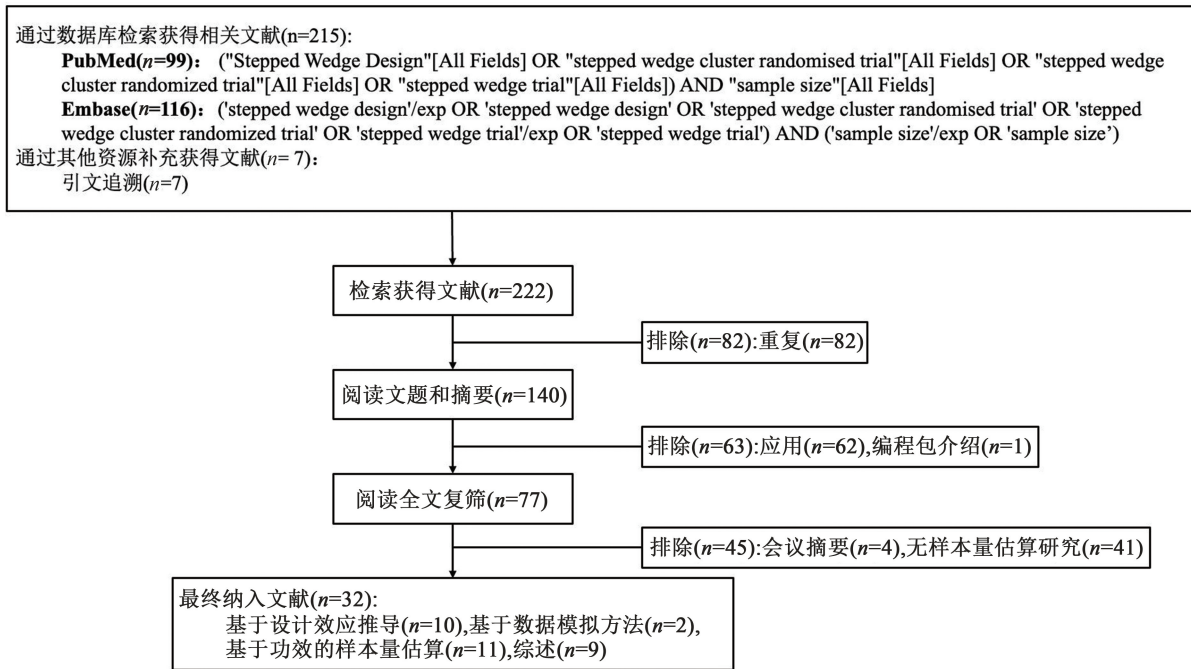 通过数据库检索获得相关文献(n=215):
PubMed(n=99)：("Stepped Wedge Design"[All Fields] OR "stepped wedge cluster randomised trial"[All Fields] OR "stepped wedge
cluster randomized trial"[All Fields] OR "stepped wedge trial"[All Fields]) AND "sample size"[All Fields]
Embase(n=116)：('stepped wedge design'/exp OR 'stepped wedge design' OR 'stepped wedge cluster randomised trial' OR 'stepped
wedge cluster randomized trial' OR 'stepped wedge trial'/exp OR 'stepped wedge trial') AND ('sample size'/exp OR 'sample size’)
通过其他资源补充获得文献(n= 7)：
引文追溯(n=7)
检索获得文献(n=222)
排除(n=82):重复(n=82)
阅读文题和摘要(n=140)
排除(n=63):应用(n=62),编程包介绍(n=1)
阅读全文复筛(n=77)
排除(n=45):会议摘要(n=4),无样本量估算研究(n=41)
最终纳入文献(n=32):
基于设计效应推导(n=10),基于数据模拟方法(n=2),
基于功效的样本量估算(n=11),综述(n=9)